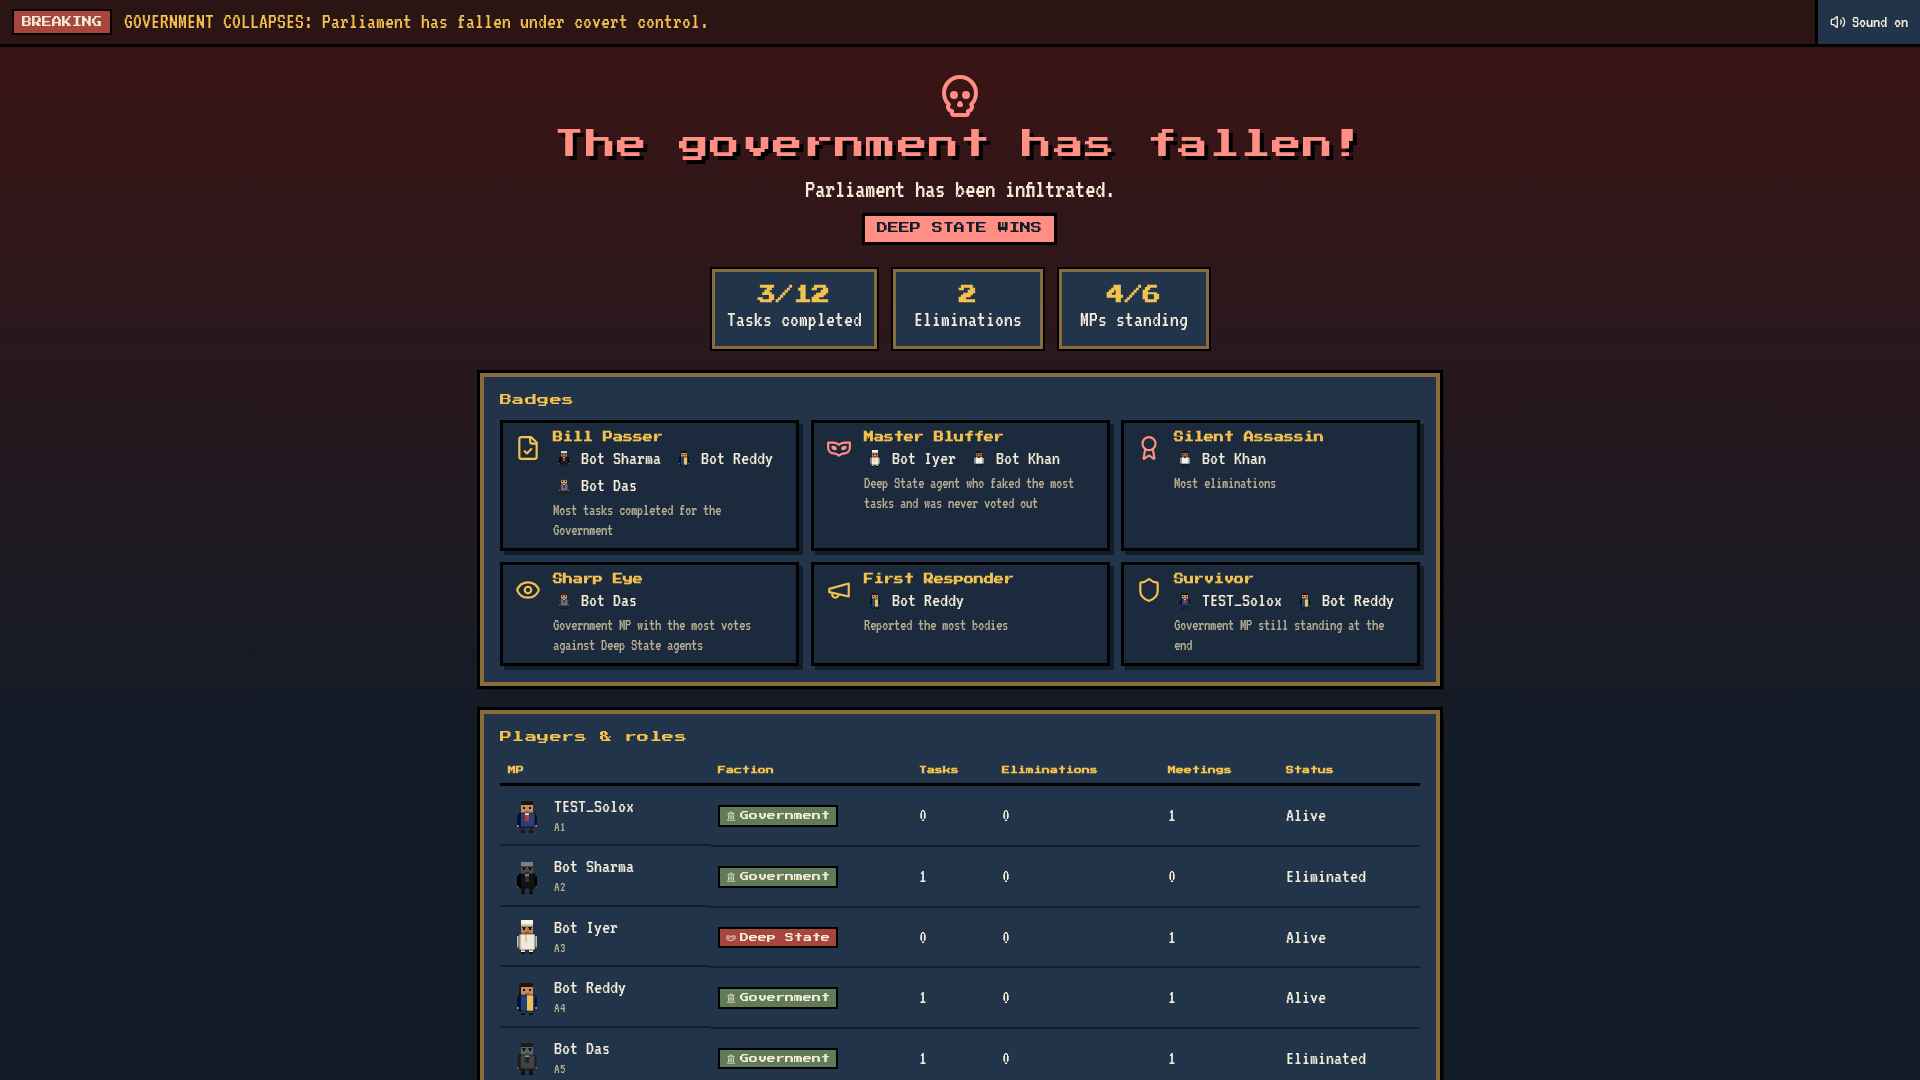 BREAKING GOVERNMENT COLLAPSES: Parliament has fallen under covert control. Sound on
The government has fallen!
Parliament has been infiltrated.
DEEP STATE WINS
3/12 2 4/6
Tasks completed Eliminations MPs standing
Badges
Bill Passer
Bot Sharma Bot Reddy
Bot Das
Most tasks completed for the
Government
Master Bluffer
Bot Iyer Bot Khan
Deep State agent who faked the most
tasks and was never voted out
Silent Assassin
Bot Khan
Most eliminations
Sharp Eye
Bot Das
Government MP with the most votes
against Deep State agents
First Responder
Bot Reddy
Reported the most bodies
Survivor
TEST_Solox Bot Reddy
Government MP still standing at the
end
Players & roles
MP Faction Tasks Eliminations Meetings Status
TEST_Solox
A1
Government 0 0 1 Alive
Bot Sharma
A2
Government 1 0 0 Eliminated
Bot Iyer
A3
Deep State 0 0 1 Alive
Bot Reddy
A4
Government 1 0 1 Alive
Bot Das
A5
Government 1 0 1 Eliminated